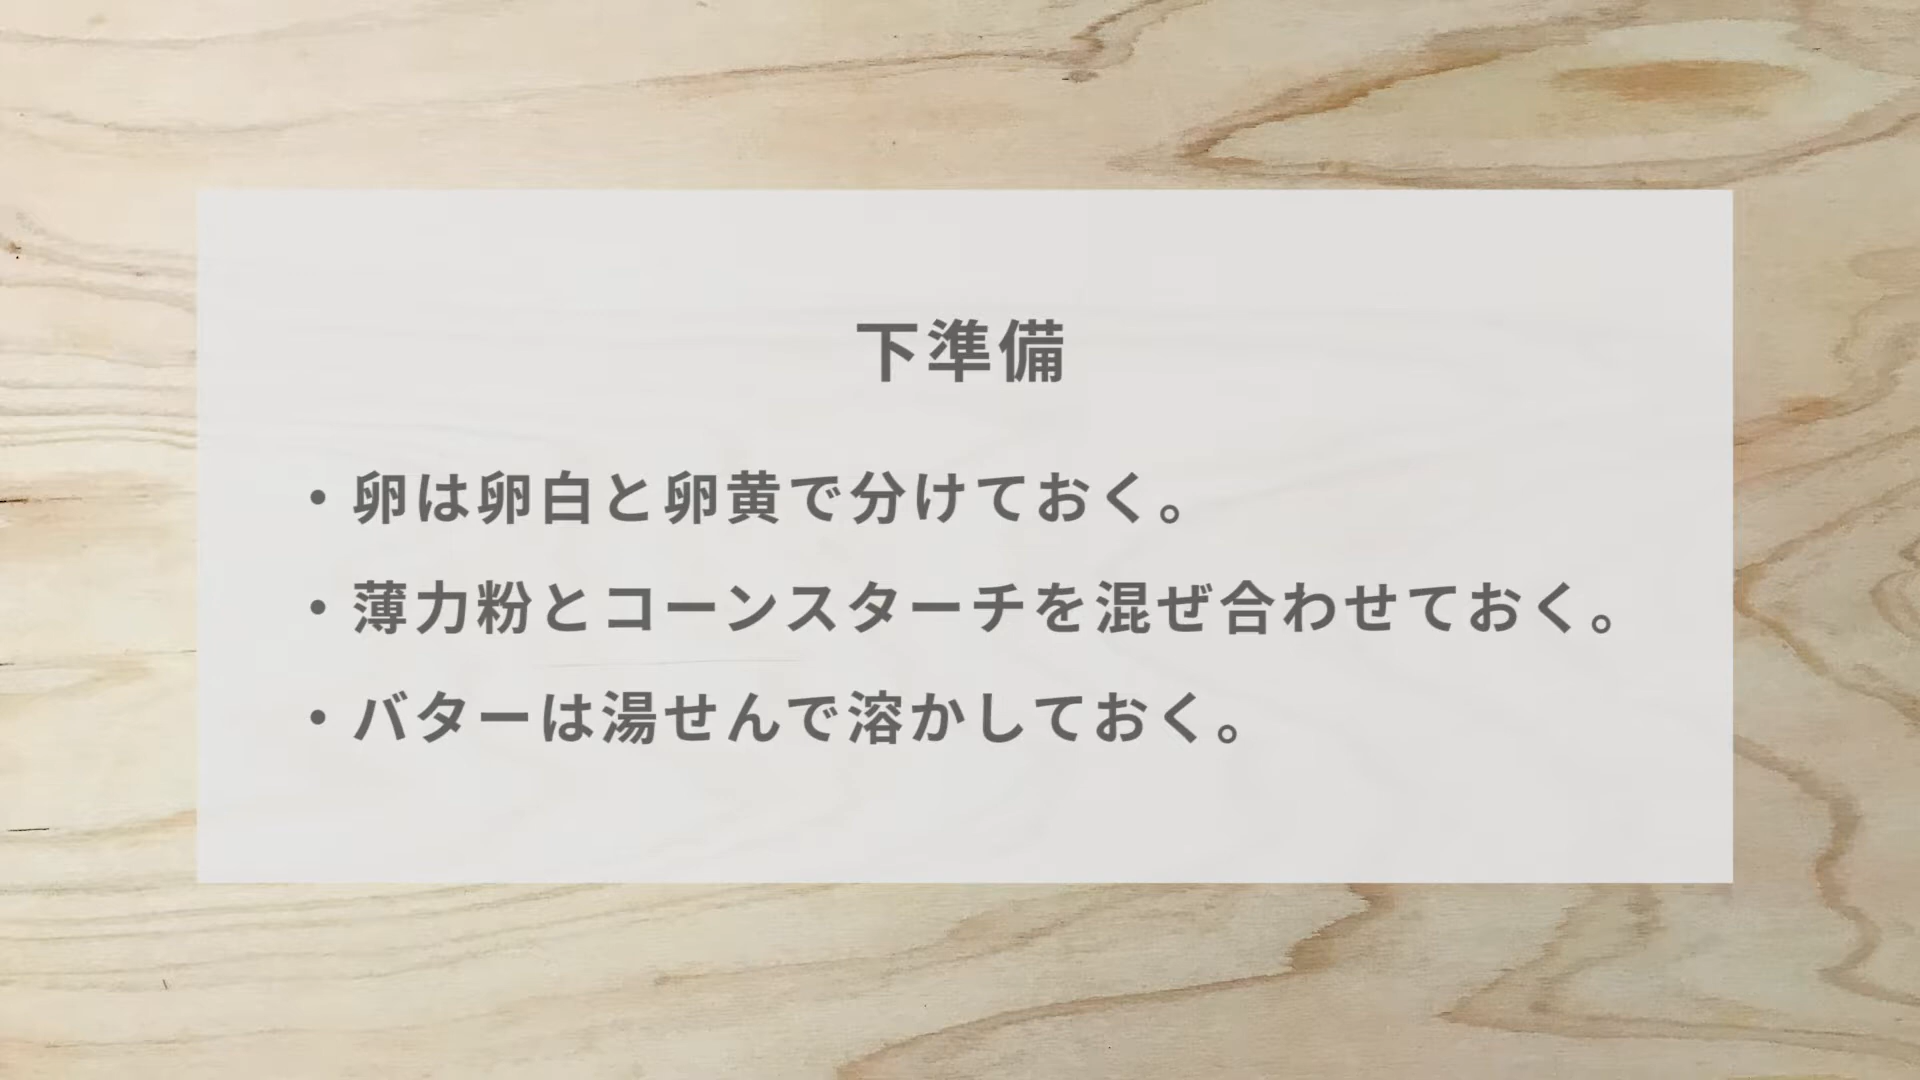 下準備
・卵は卵白と卵黄で分けておく。
・薄力粉とコーンスターチを混ぜ合わせておく。
・バターは湯せんで溶かしておく。